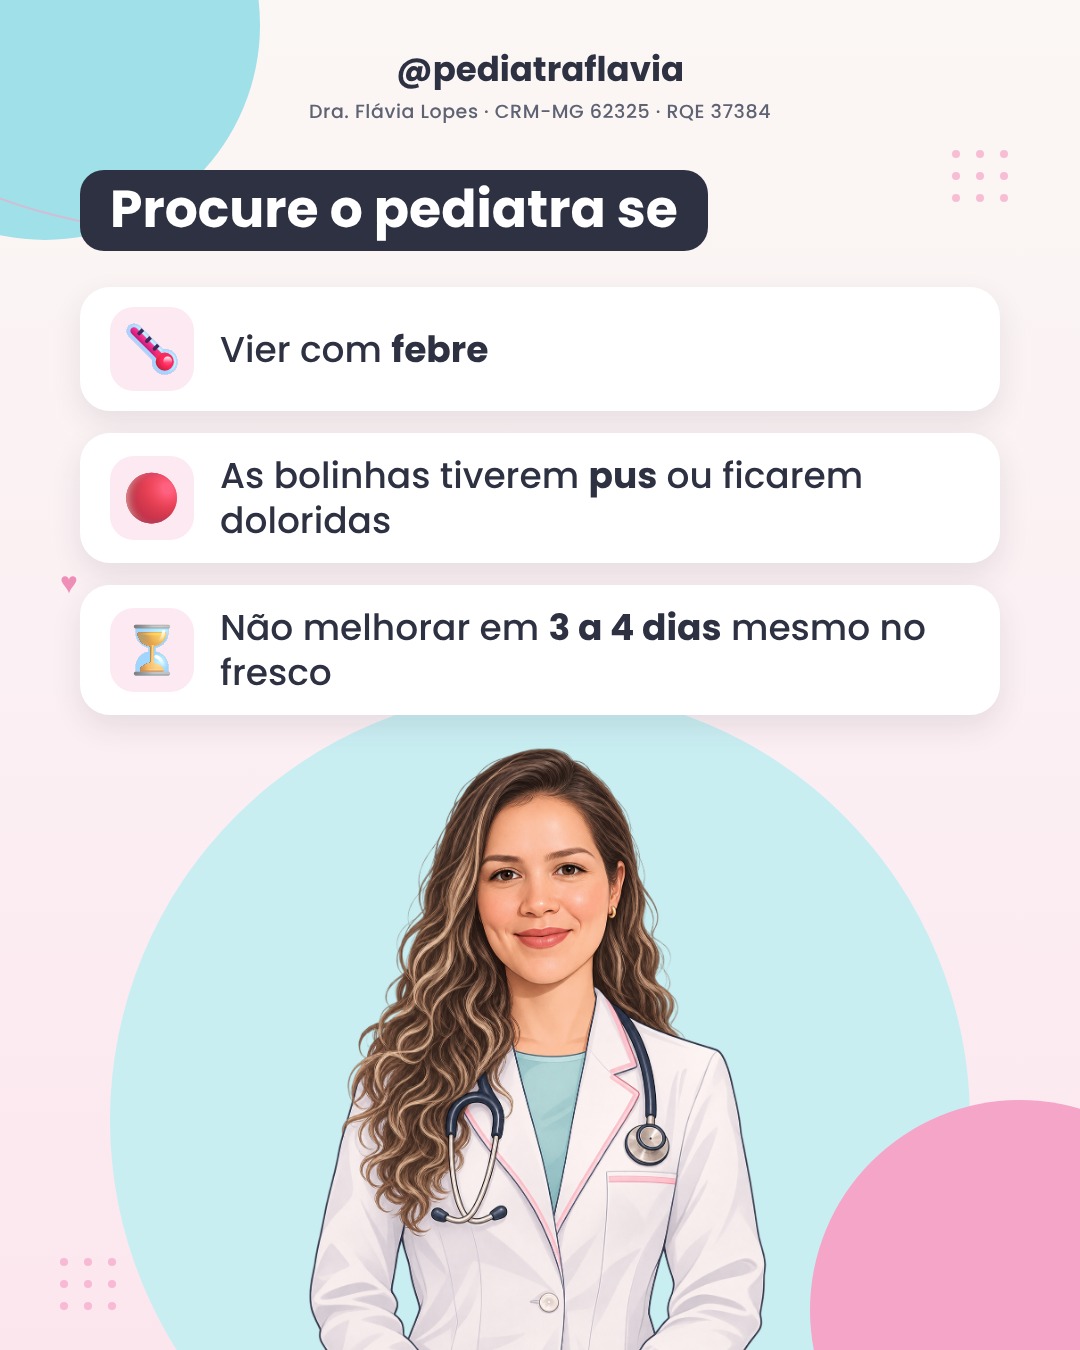 @pediatraflavia
Dra. Flávia Lopes · CRM-MG 62325 · RQE 37384
Procure o pediatra se
Vier com febre
As bolinhas tiverem pus ou ficarem
doloridas
Não melhorar em 3 a 4 dias mesmo no
fresco